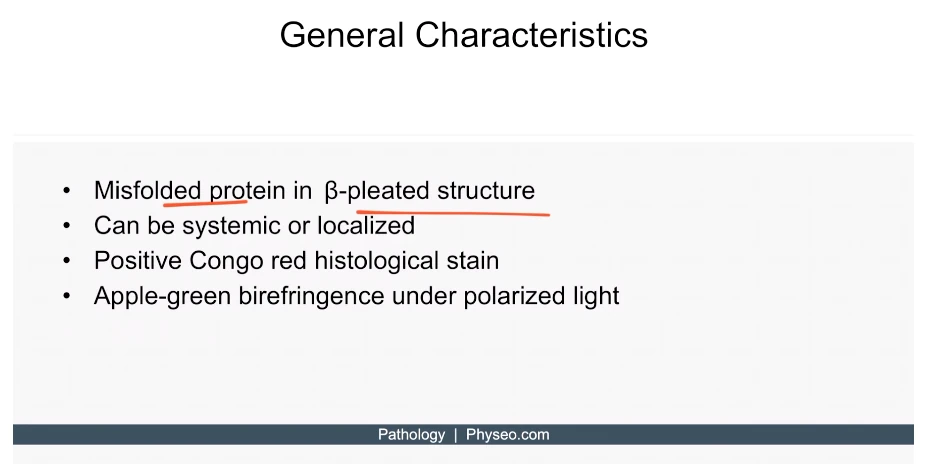 General Characteristics
• Misfolded protein in β-pleated structure
• Can be systemic or localized
• Positive Congo red histological stain
• Apple-green birefringence under polarized light
Pathology | Physeo.com